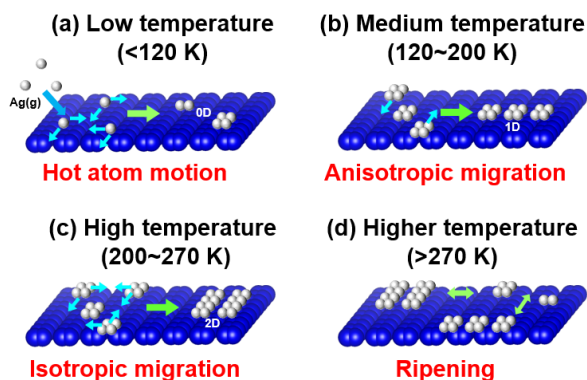 (a) Low temperature
(<120 K)
Ag(g)
0D
Hot atom motion
(b) Medium temperature
(120~200 K)
1D
Anisotropic migration
(c) High temperature
(200~270 K)
2D
Isotropic migration
(d) Higher temperature
(>270 K)
Ripening